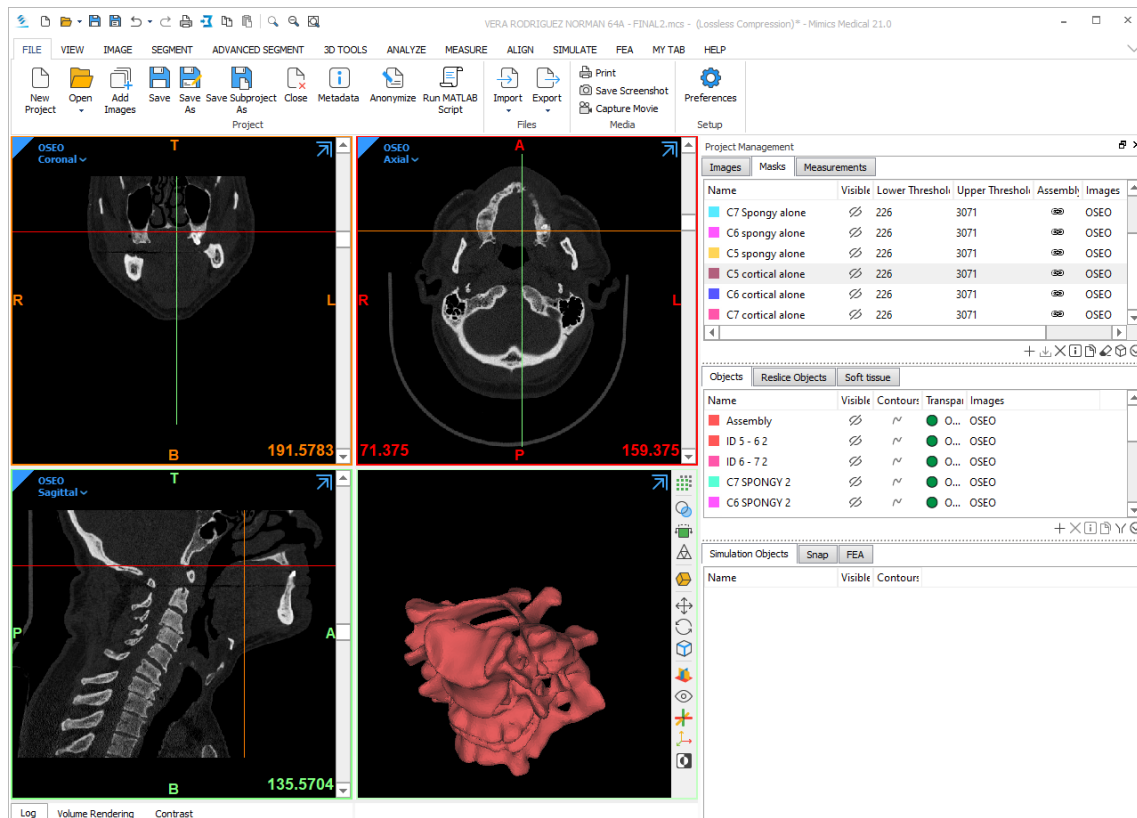 VERA RODRIGUEZ NORMAN 64A - FINAL2.mcs - (Lossless Compression)* - Mimics Medical 21.0
FILE VIEW IMAGE SEGMENT ADVANCED SEGMENT 3D TOOLS ANALYZE MEASURE ALIGN SIMULATE FEA MY TAB HELP
New Project
Open
Add Images
Save
Save As
Save Subproject As
Close
Metadata
Anonymize
Run MATLAB Script
Import
Export
Print
Save Screenshot
Capture Movie
Preferences
Project Files Media Setup
OSEO
Coronal
T
R
L
B
191.5783
OSEO
Axial
A
R
L
71.375
P
159.375
OSEO
Sagittal
T
P
A
B
135.5704
Log Volume Rendering Contrast
Project Management
Images Masks Measurements
Name Visible Lower Threshold Upper Threshold Assembly Images
C7 Spongy alone 226 3071 OSEO
C6 spongy alone 226 3071 OSEO
C5 spongy alone 226 3071 OSEO
C5 cortical alone 226 3071 OSEO
C6 cortical alone 226 3071 OSEO
C7 cortical alone 226 3071 OSEO
Objects Reslice Objects Soft tissue
Name Visible Contours Transpar Images
Assembly O... OSEO
ID 5 - 6 2 O... OSEO
ID 6 - 7 2 O... OSEO
C7 SPONGY 2 O... OSEO
C6 SPONGY 2 O... OSEO
Simulation Objects Snap FEA
Name Visible Contours